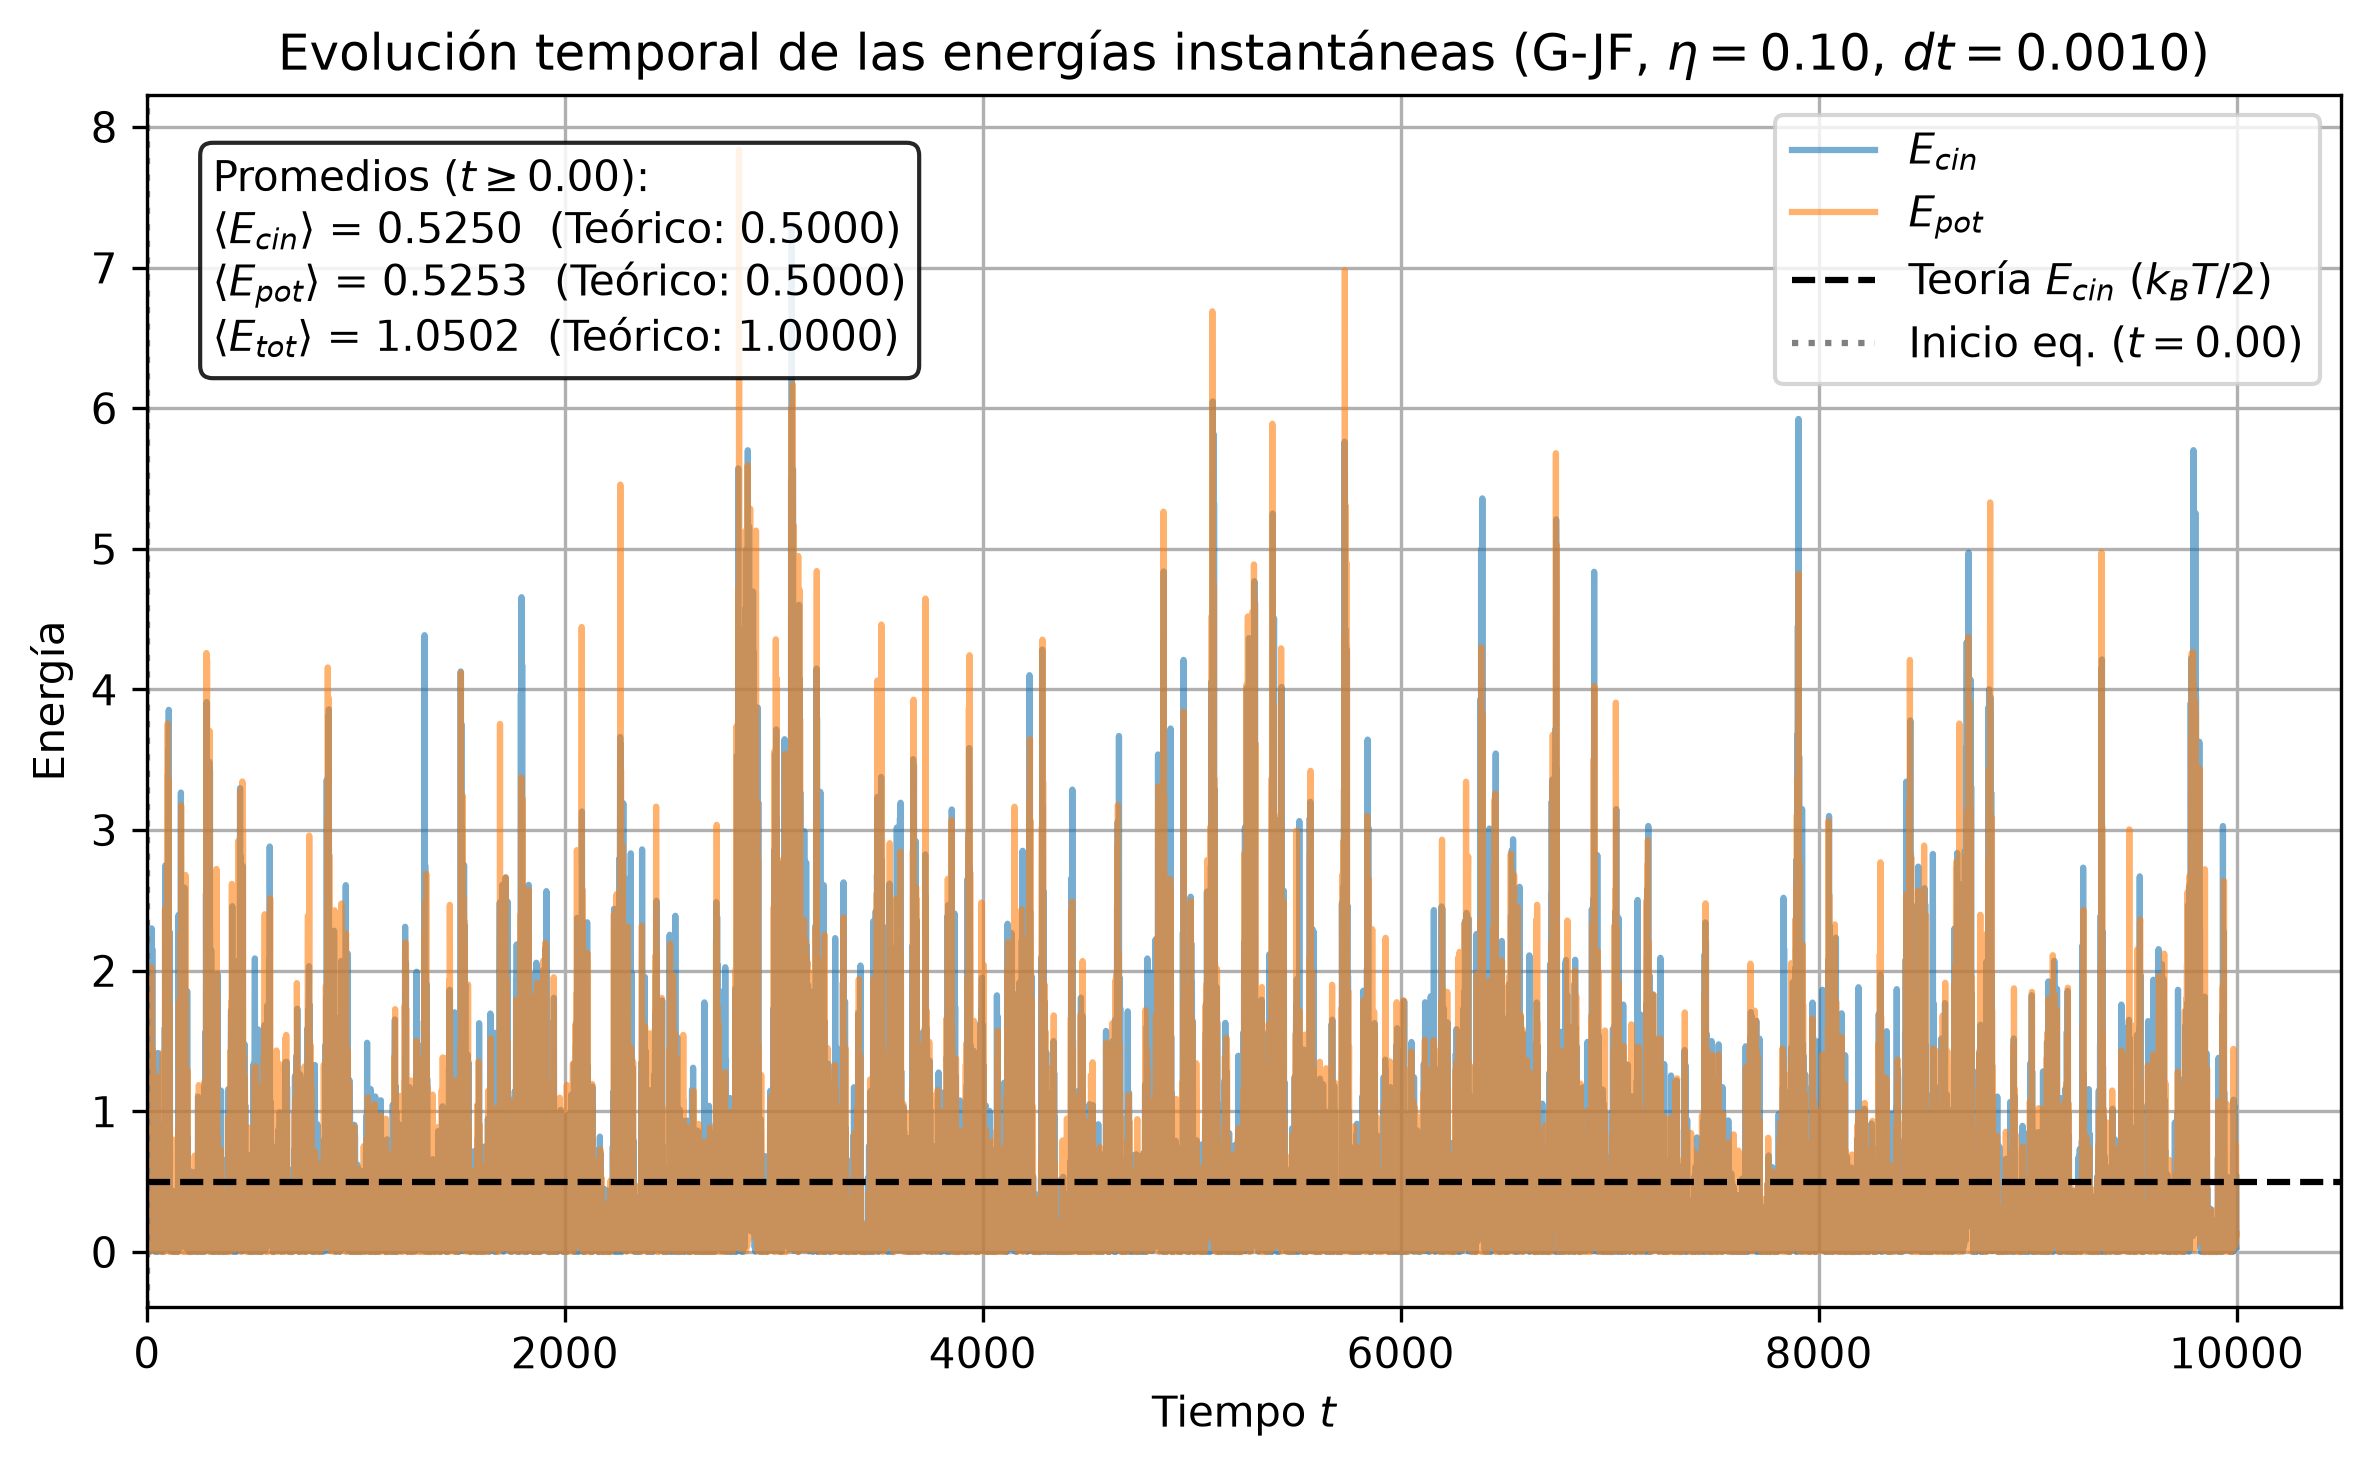 Evolución temporal de las energías instantáneas (G-JF, η = 0.10, dt = 0.0010)
8
7
6
5
4
3
2
1
0
Energía
Promedios (t ≥ 0.00):
⟨E_cin⟩ = 0.5250 (Teórico: 0.5000)
⟨E_pot⟩ = 0.5253 (Teórico: 0.5000)
⟨E_tot⟩ = 1.0502 (Teórico: 1.0000)
E_cin
E_pot
Teoría E_cin (k_BT/2)
Inicio eq. (t = 0.00)
0 2000 4000 6000 8000 10000
Tiempo t